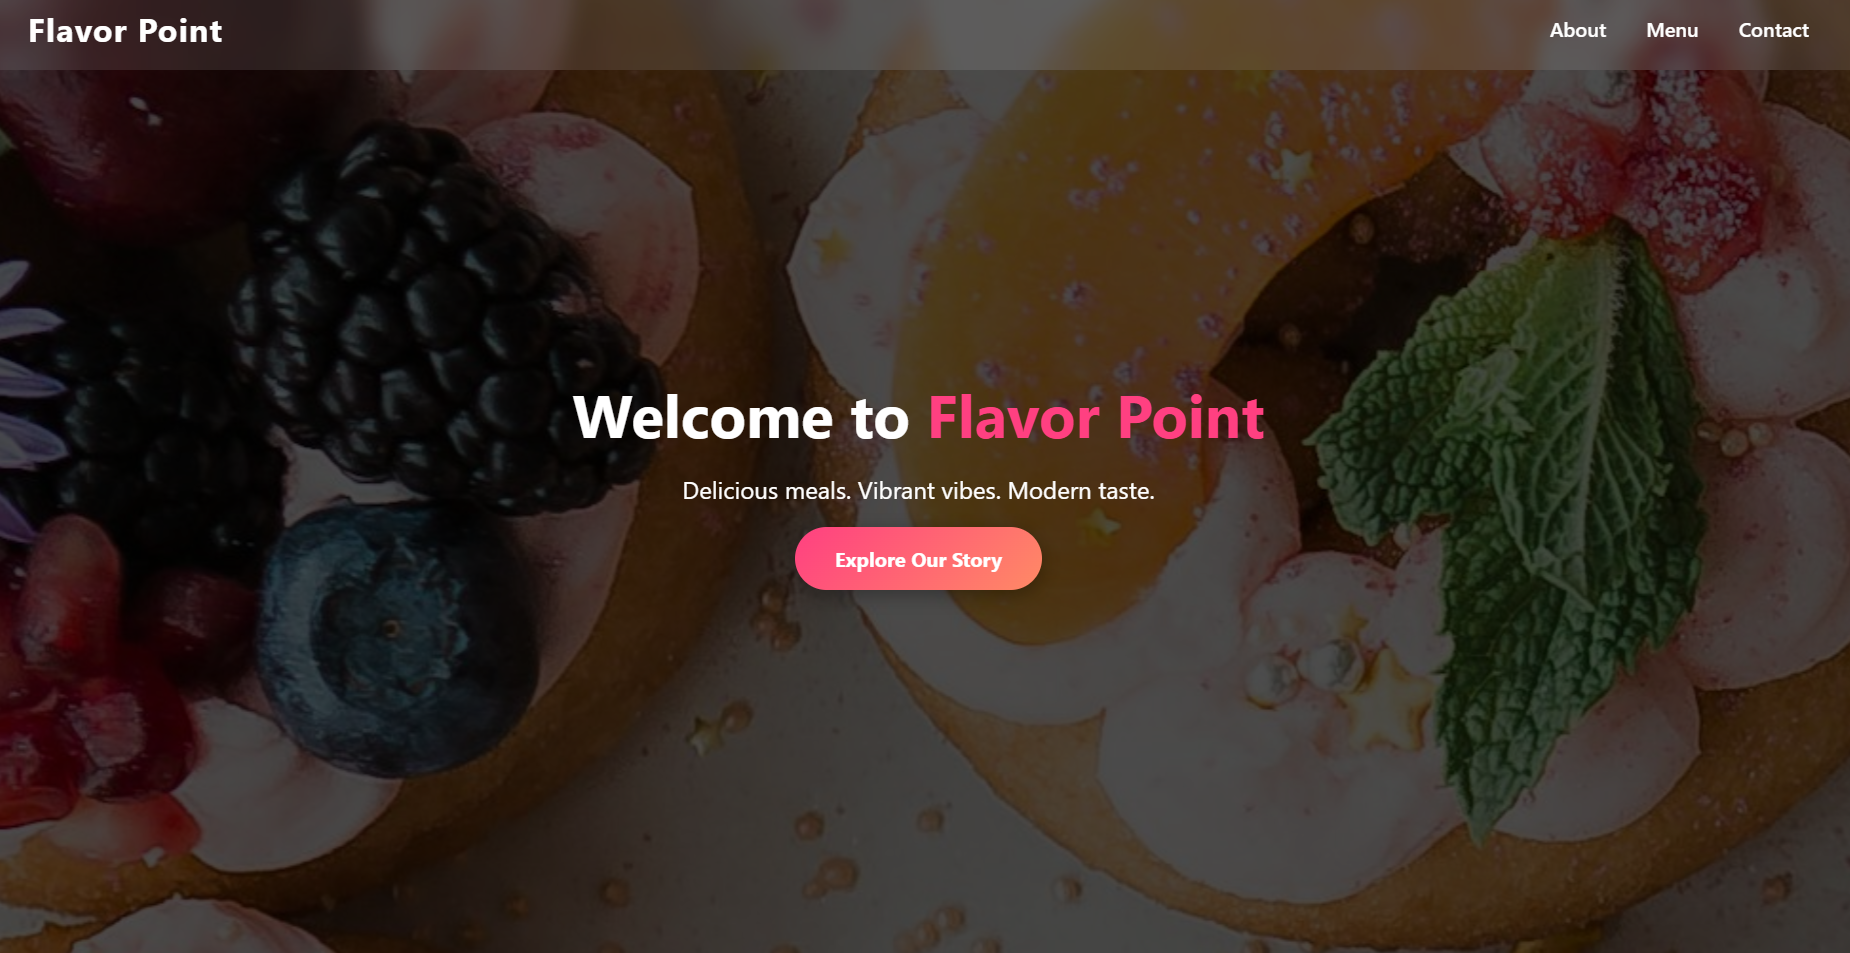 Flavor Point
About Menu Contact
Welcome to Flavor Point
Delicious meals. Vibrant vibes. Modern taste.
Explore Our Story